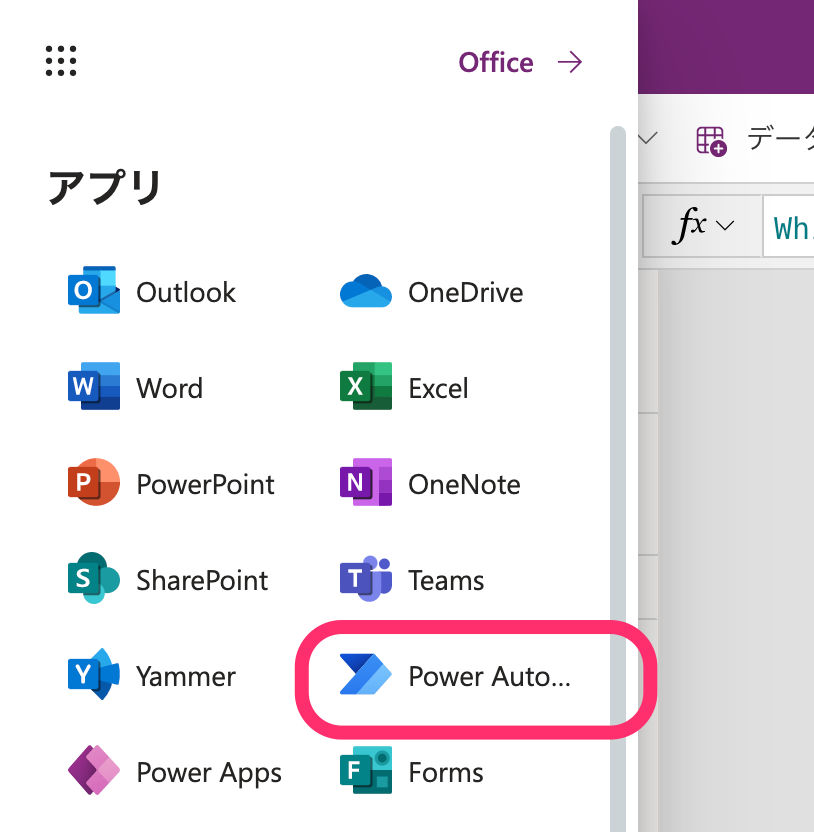 Office →
データ
アプリ
fx
Wh
Outlook
OneDrive
Word
Excel
PowerPoint
OneNote
SharePoint
Teams
Yammer
Power Auto...
Power Apps
Forms